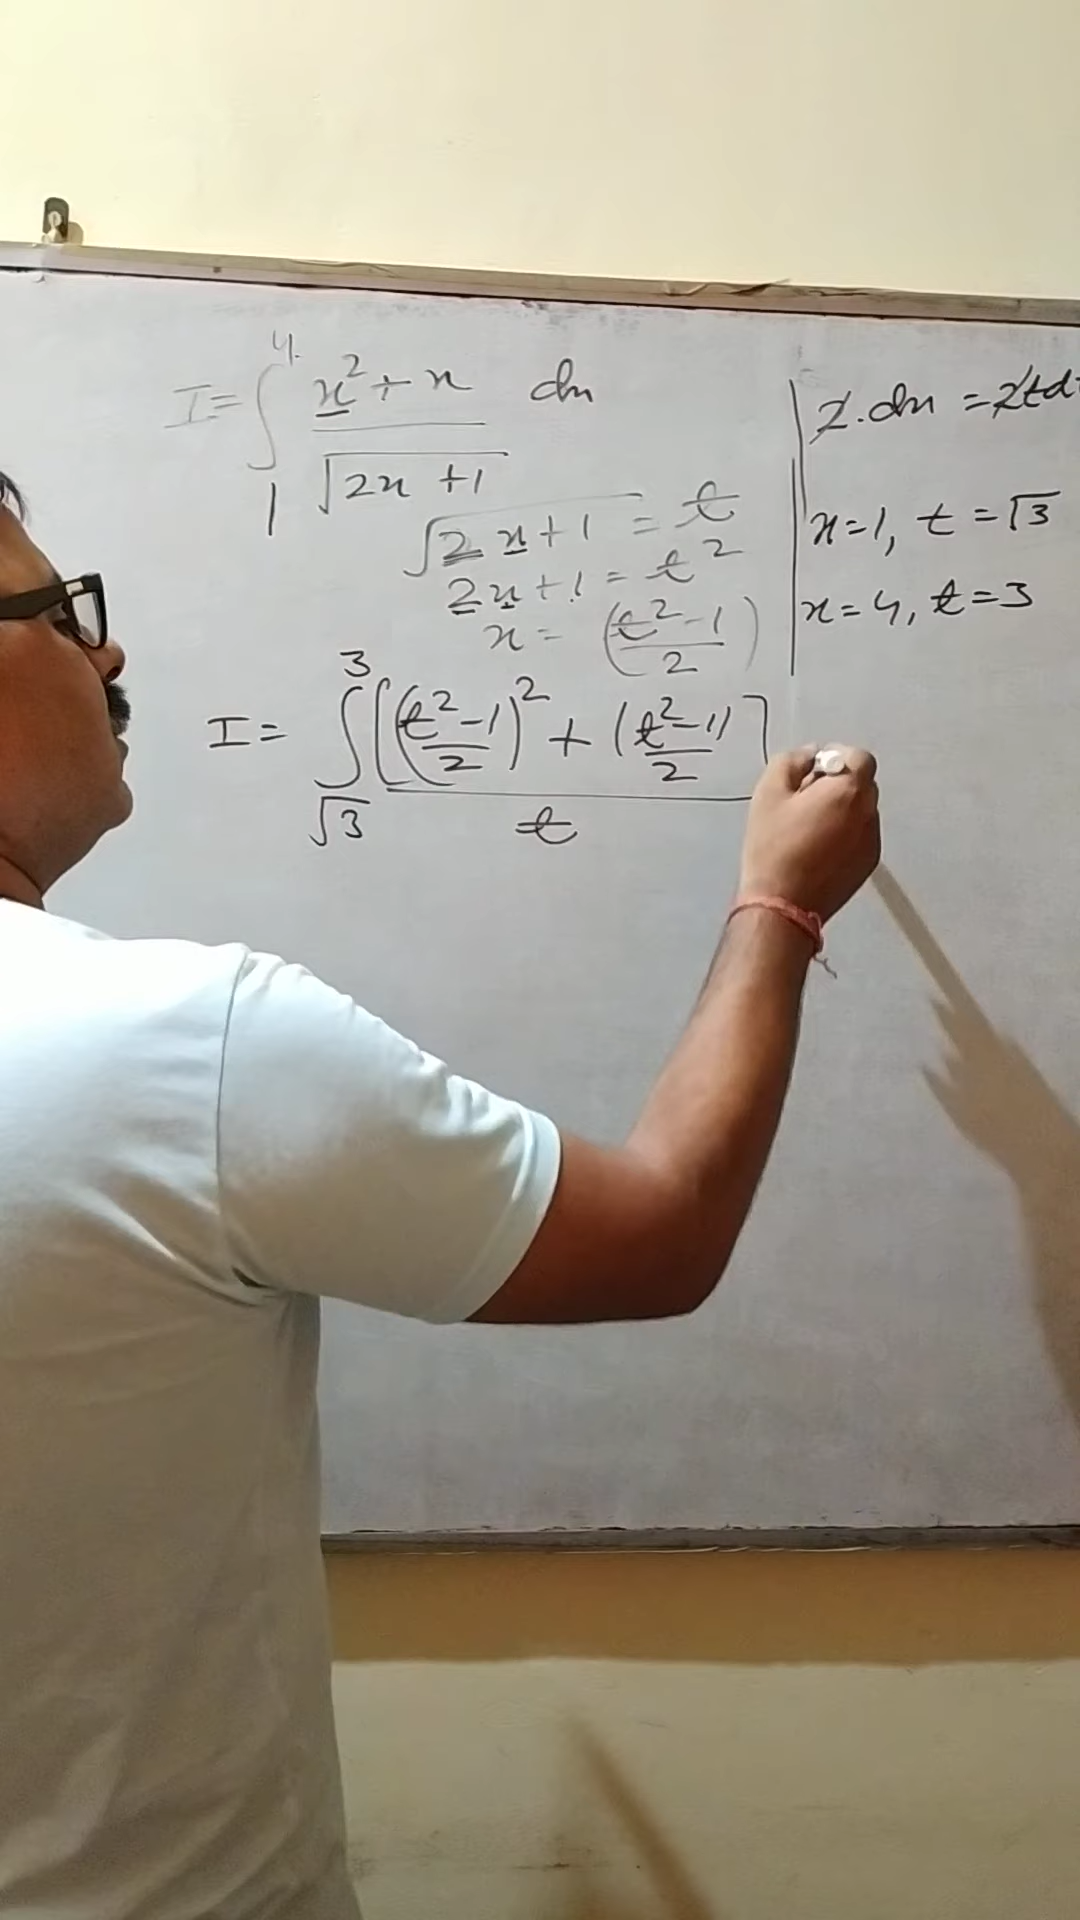 I = ∫₁⁴ (x² + x)/√(2x + 1) dx
√(2x + 1) = t
2x + 1 = t²
x = ((t² - 1)/2)
2.dx = 2t
x = 1, t = √3
x = 4, t = 3
I = ∫_√3^3 [((t² - 1)/2)² + ((t² - 1)/2)]/t